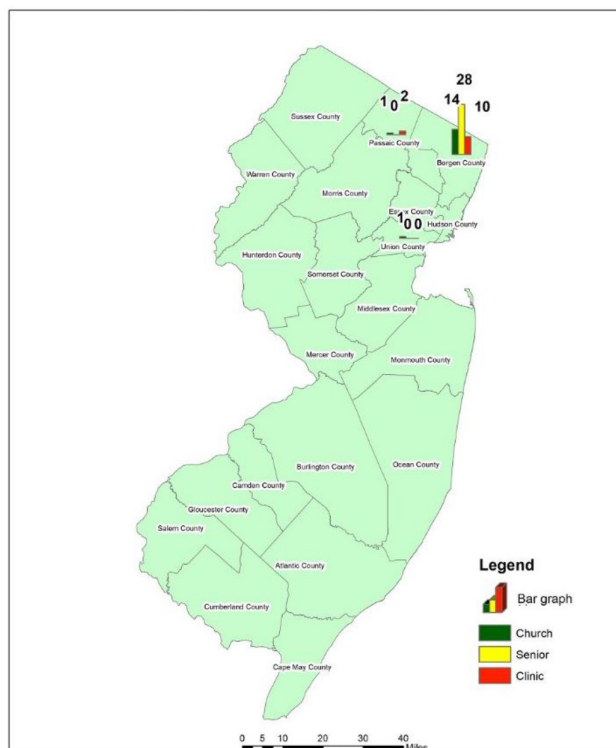 28
14
10
1 0 2
Sussex County
Passaic County
Bergen County
Warren County
Morris County
Essex County
Hudson County
1 0 0
Union County
Hunterdon County
Somerset County
Middlesex County
Mercer County
Monmouth County
Burlington County
Ocean County
Camden County
Gloucester County
Salem County
Atlantic County
Cumberland County
Cape May County
Legend
Bar graph
Church
Senior
Clinic
0 5 10 20 30 40
Miles